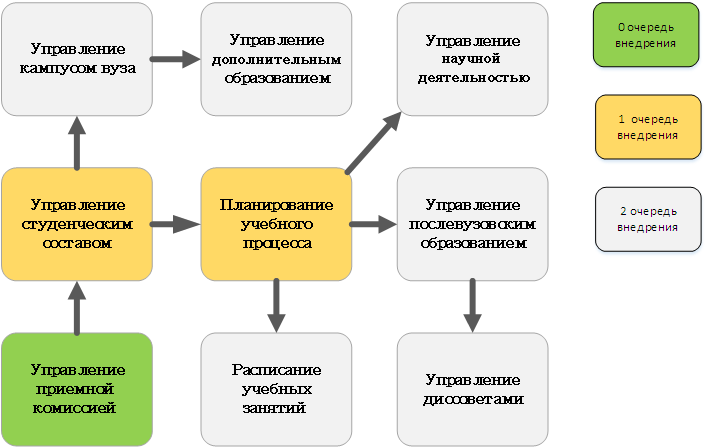 Управление
кампусом вуза
Управление
дополнительным
образованием
Управление
научной
деятельностью
0 очередь
внедрения
1 очередь
внедрения
Управление
студенческим
составом
Планирование
учебного
процесса
Управление
послевузовским
образованием
2 очередь
внедрения
Управление
приемной
комиссией
Расписание
учебных
занятий
Управление
диссоветами